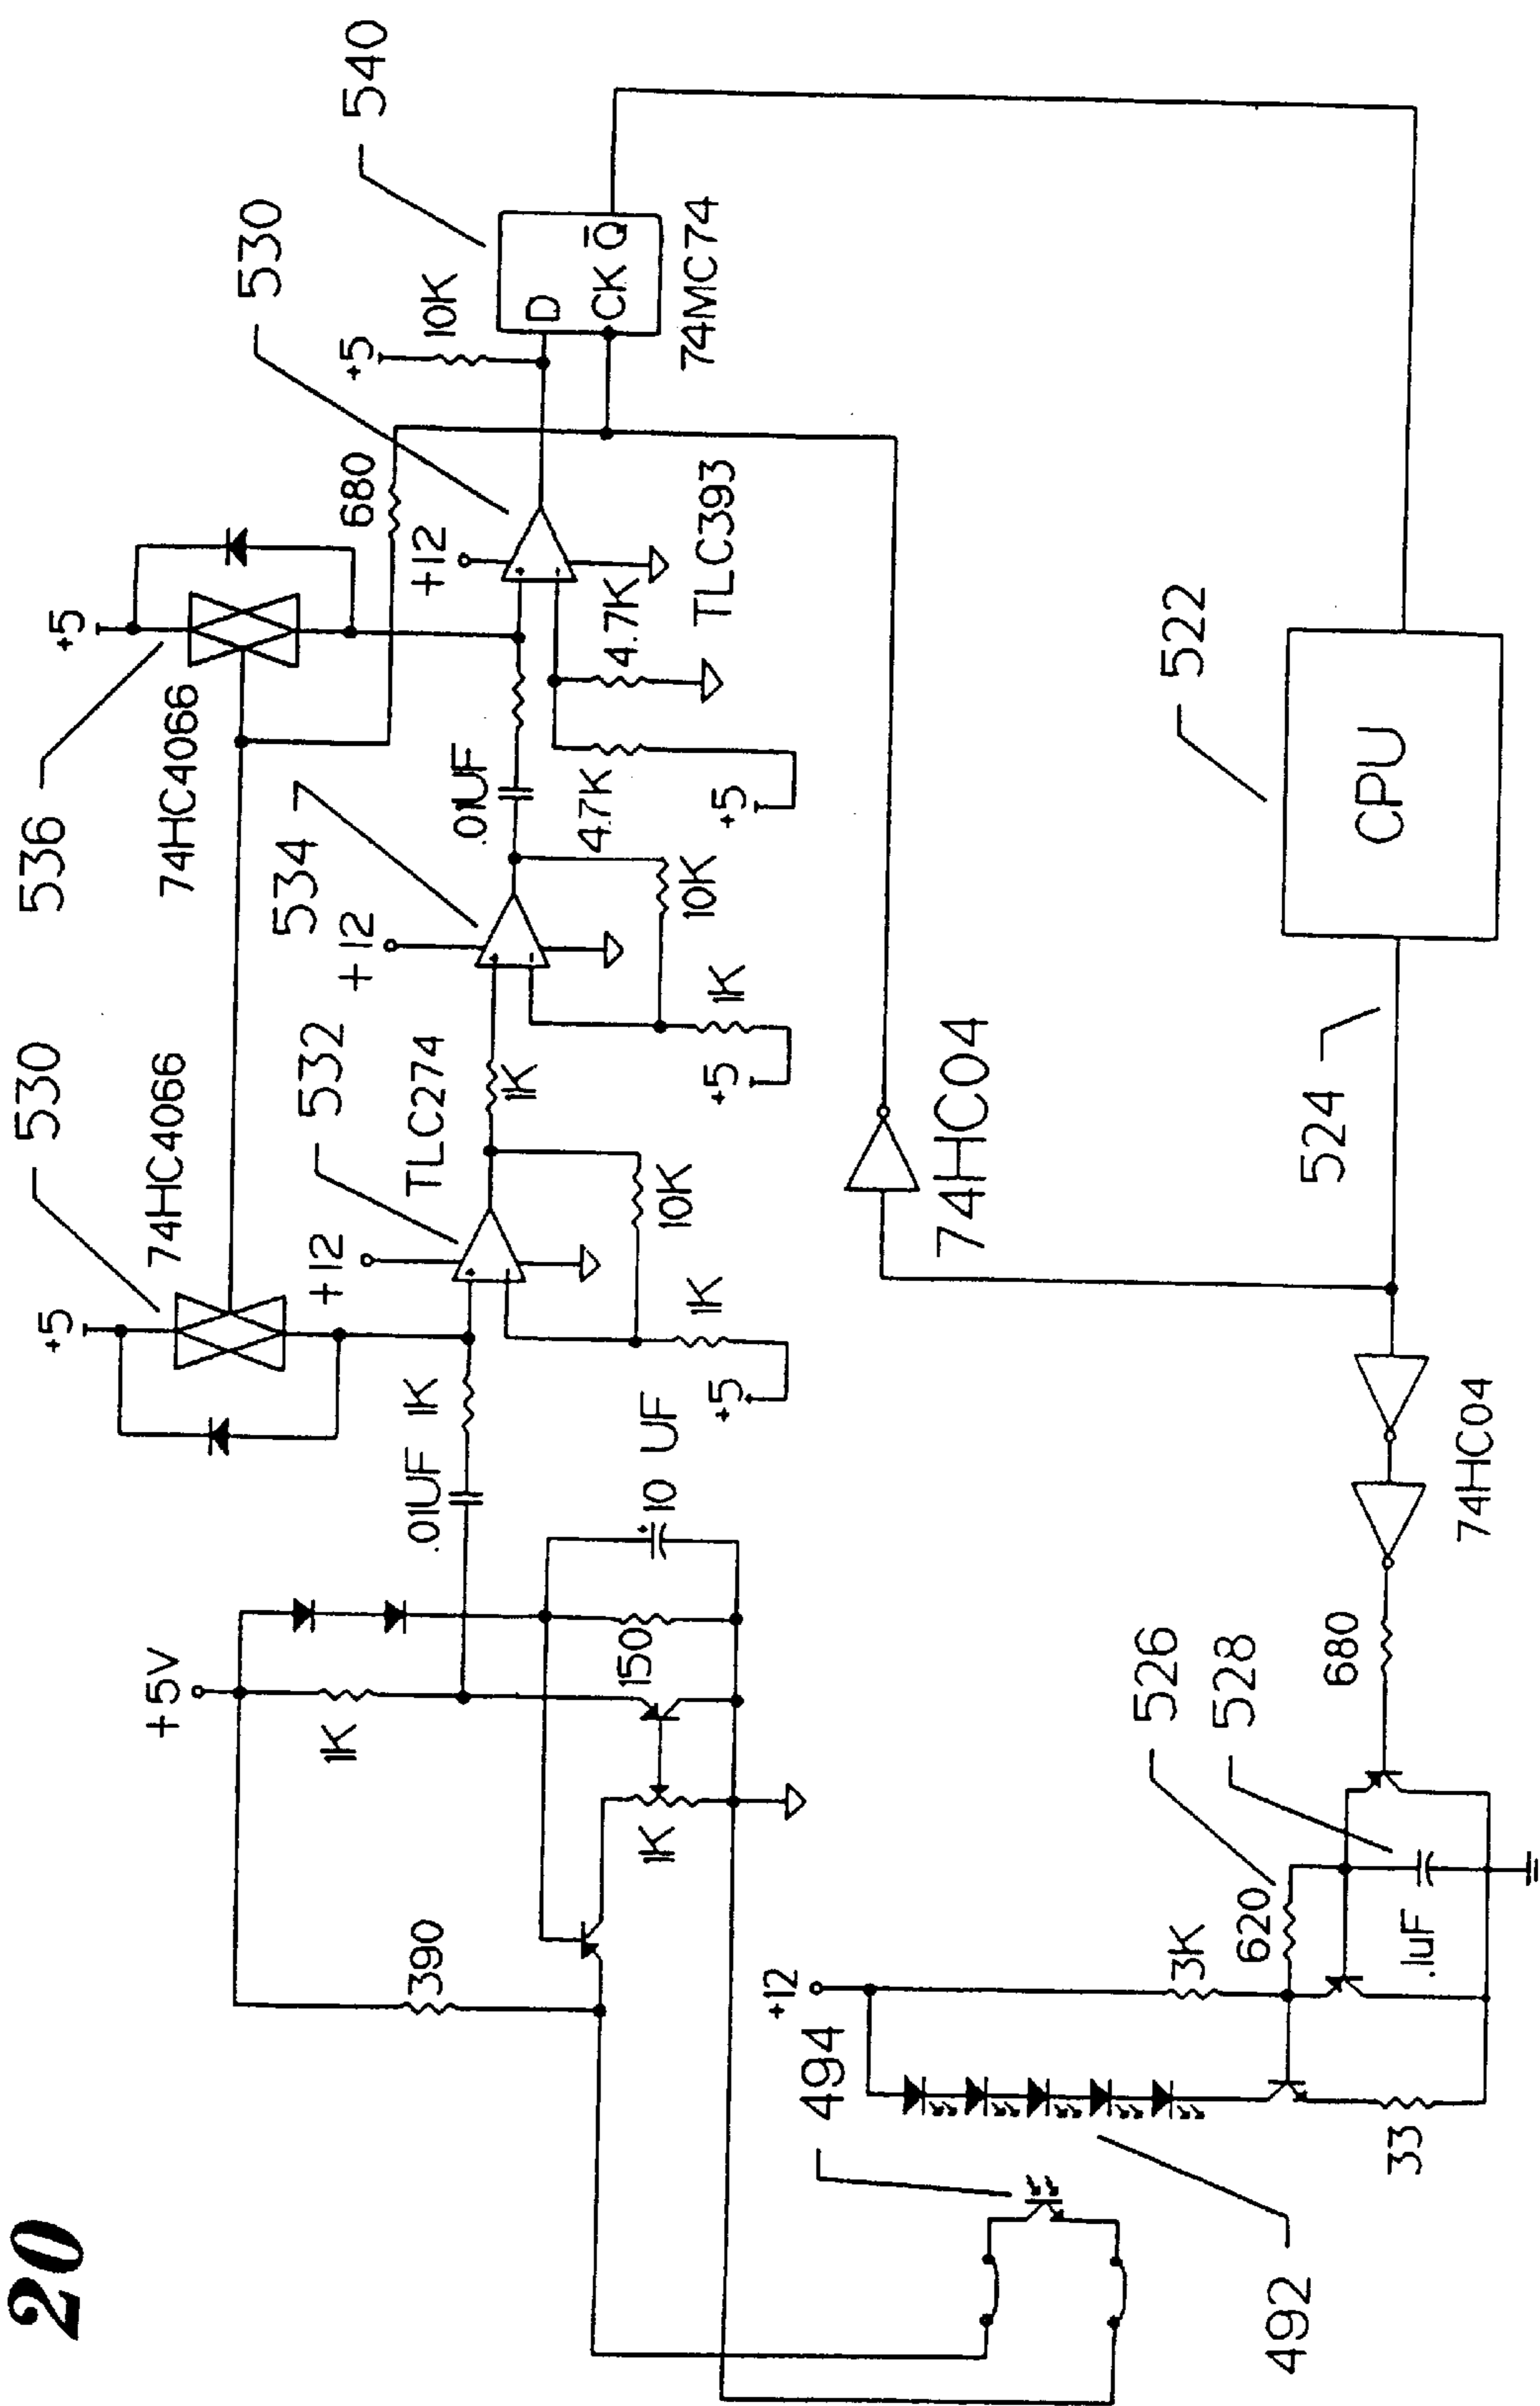 20
+5V
1K
390
1K
150
10 UF
.01UF
1K
530
74HC4066
+5
+12
532
TLC274
10K
1K
+5
1K
534
+12
10K
1K
+5
.01UF
536
74HC4066
+5
680
+12
530
4.7K
4.7K
+5
TLC393
+5
10K
540
D
CK Q̅
74MC74
494
492
+12
3K
620
526
528
.1uF
33
680
74HC04
74HC04
524
522
CPU